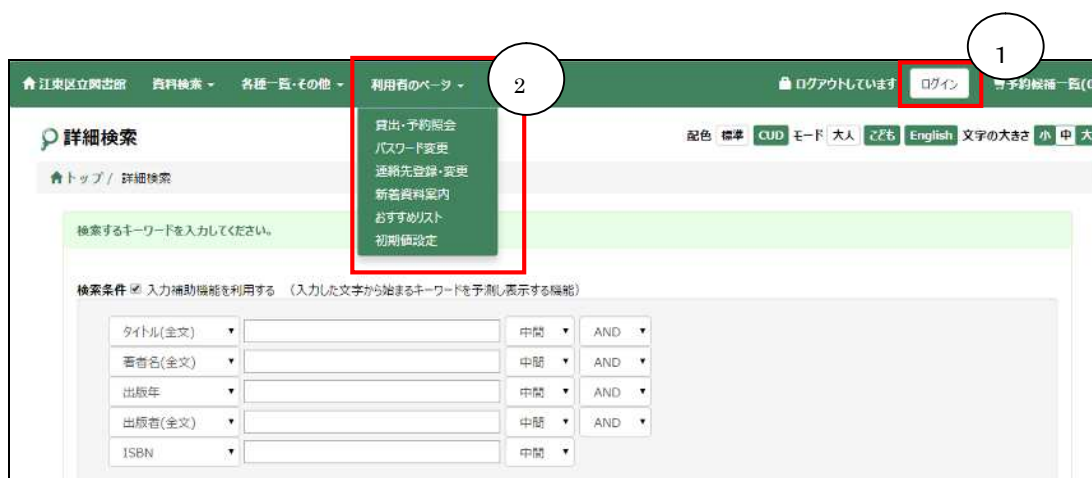 1
2
江東区立図書館 資料検索 各種一覧・その他 利用者のページ ログアウトしています ログイン 予約候補一覧(0
貸出・予約照会
パスワード変更
連絡先登録・変更
新着資料案内
おすすめリスト
初期値設定
詳細検索 配色 標準 CUD モード 大人 こども English 文字の大きさ 小 中 大
トップ / 詳細検索
検索するキーワードを入力してください。
検索条件 入力補助機能を利用する (入力した文字から始まるキーワードを予測し表示する機能)
タイトル(全文) 中間 AND
著者名(全文) 中間 AND
出版年 中間 AND
出版者(全文) 中間 AND
ISBN 中間